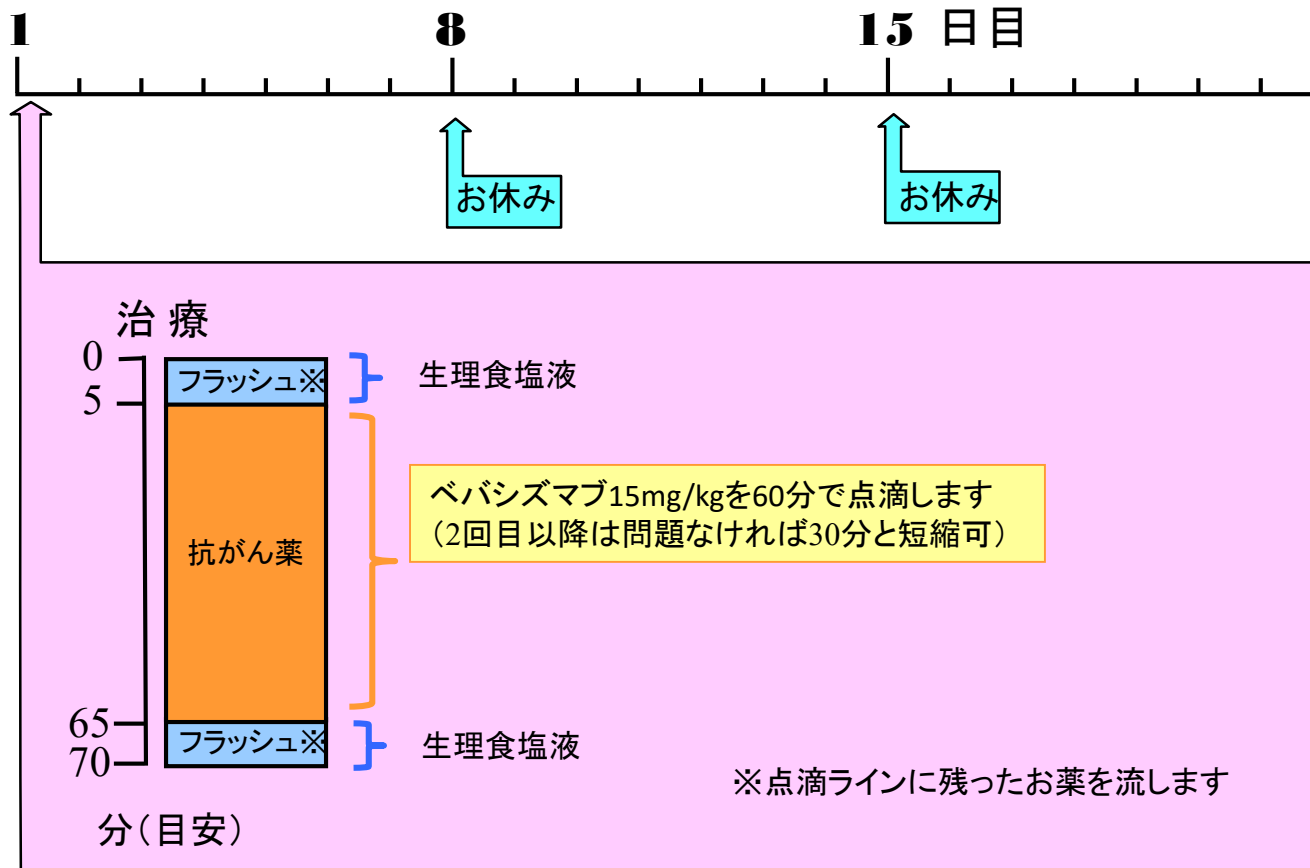 1 8 15 日目
お休み お休み
治療
0
フラッシュ※ 生理食塩液
5
ベバシズマブ15mg/kgを60分で点滴します
（2回目以降は問題なければ30分と短縮可）
抗がん薬
65
フラッシュ※ 生理食塩液
70
※点滴ラインに残ったお薬を流します
分（目安）